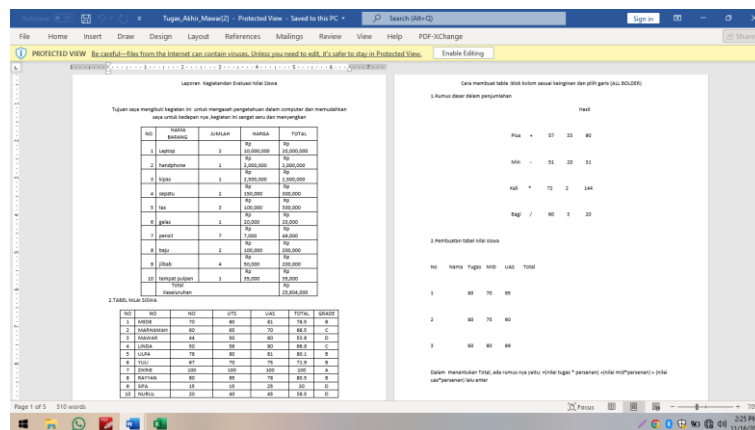 Tugas_Akhir_Mawar[2] - Protected View - Saved to this PC
Search (Alt+Q)
Sign in
File Home Insert Draw Design Layout References Mailings Review View Help PDF-XChange
Share
PROTECTED VIEW Be careful—files from the Internet can contain viruses. Unless you need to edit, it's safer to stay in Protected View. Enable Editing
Laporan Kegiatandan Evaluasi Nilai Siswa
Tujuan saya mengikuti kegiatan ini untuk mengasah pengetahuan dalam computer dan memudahkan
saya untuk kedepan nya ,kegiatan ini sangat seru dan menyengkan
NO NAMA BARANG JUMLAH HARGA TOTAL
1 Leptop 2 Rp 10,000,000 Rp 20,000,000
2 handphone 1 Rp 2,000,000 Rp 2,000,000
3 kipas 1 Rp 2,500,000 Rp 2,500,000
4 sepatu 2 Rp 150,000 Rp 300,000
5 tas 3 Rp 100,000 Rp 300,000
6 gelas 1 Rp 20,000 Rp 20,000
7 pencil 7 Rp 7,000 Rp 49,000
8 baju 2 Rp 100,000 Rp 200,000
9 jilbab 4 Rp 50,000 Rp 200,000
10 tempat pulpen 1 Rp 35,000 Rp 35,000
Total Keseluruhan Rp 25,604,000
2.TABEL NILAI SISWA
NO NO NO UTS UAS TOTAL GRADE
1 MEDE 70 80 81 78.5 B
2 MARHAMAH 60 65 70 66.5 C
3 MAWAR 44 50 60 53.8 D
4 LINDA 50 56 80 66.8 C
5 ULFA 78 80 81 80.1 B
6 YULI 67 70 75 71.9 B
7 ZIKRIE 100 100 100 100 A
8 RAYYAN 80 85 78 80.5 B
9 SIFA 15 15 25 20 D
10 NURUL 20 40 45 38.5 D
Cara membuat table :blok kolom sesuai keinginan dan pilih garis (ALL BOLDER)
1.Rumus dasar dalam penjumlahan
Hasil
Plus + 57 33 90
Min - 51 20 31
Kali * 72 2 144
Bagi / 60 3 20
2.Pembuatan tabel nilai siswa
No Nama Tugas MID UAS Total
1 60 70 95
2 75 90
3 60 80 89
Dalam menentukan Total, ada rumus nya yaitu: =(nilai tugas * persenan) +(nilai mid*persenan) + (nilai
uas*persenan) lalu enter
Page 1 of 5 510 words
Focus
2:25 PM